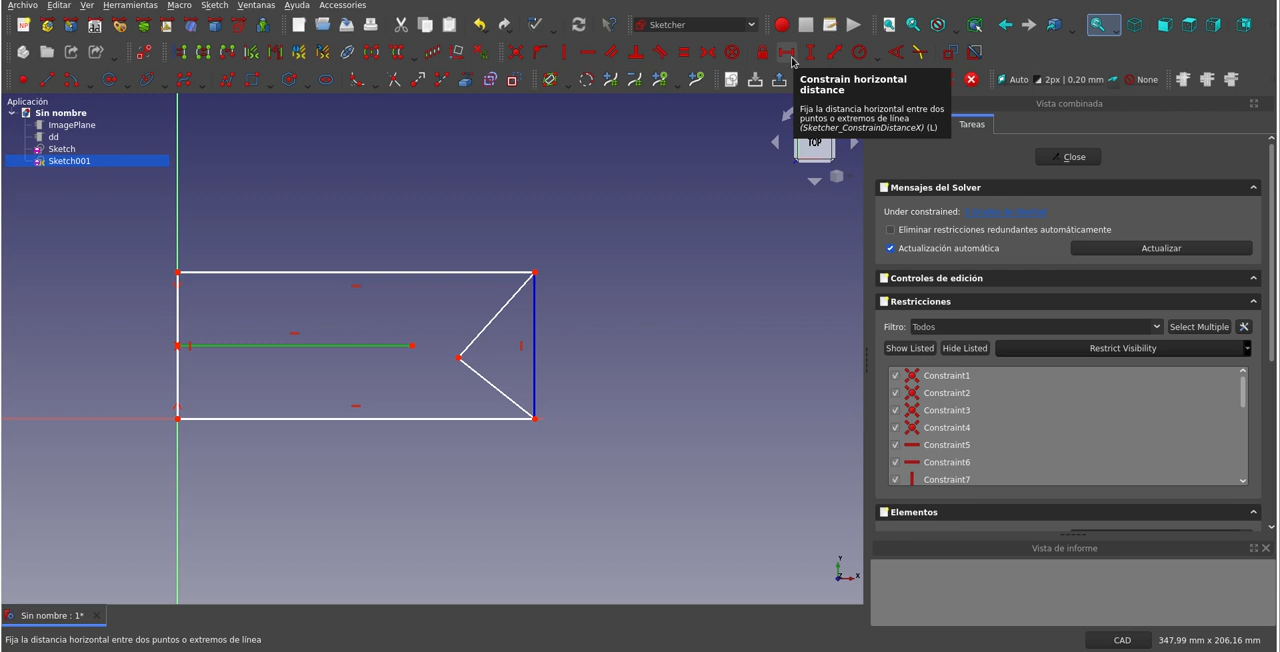 Archivo Editar Ver Herramientas Macro Sketch Ventanas Ayuda Accessories
Sketcher
Auto 2px | 0,20 mm None
Constrain horizontal
distance
Fija la distancia horizontal entre dos
puntos o extremos de línea
(Sketcher_ConstrainDistanceX) (L)
TOP
Aplicación
Sin nombre
ImagePlane
dd
Sketch
Sketch001
Vista combinada
Tareas
Close
Mensajes del Solver
Under constrained:
Eliminar restricciones redundantes automáticamente
Actualización automática Actualizar
Controles de edición
Restricciones
Filtro: Todos Select Multiple
Show Listed Hide Listed Restrict Visibility
Constraint1
Constraint2
Constraint3
Constraint4
Constraint5
Constraint6
Constraint7
Elementos
Vista de informe
Y
Z X
Sin nombre : 1*
Fija la distancia horizontal entre dos puntos o extremos de línea
CAD 347,99 mm x 206,16 mm